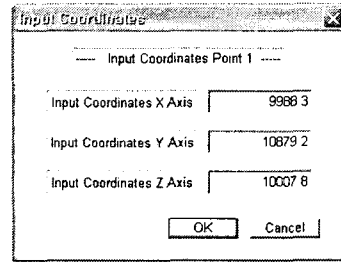 Input Coordinates
Input Coordinates Point 1
Input Coordinates X Axis 9988 3
Input Coordinates Y Axis 10879 2
Input Coordinates Z Axis 10007 8
OK Cancel